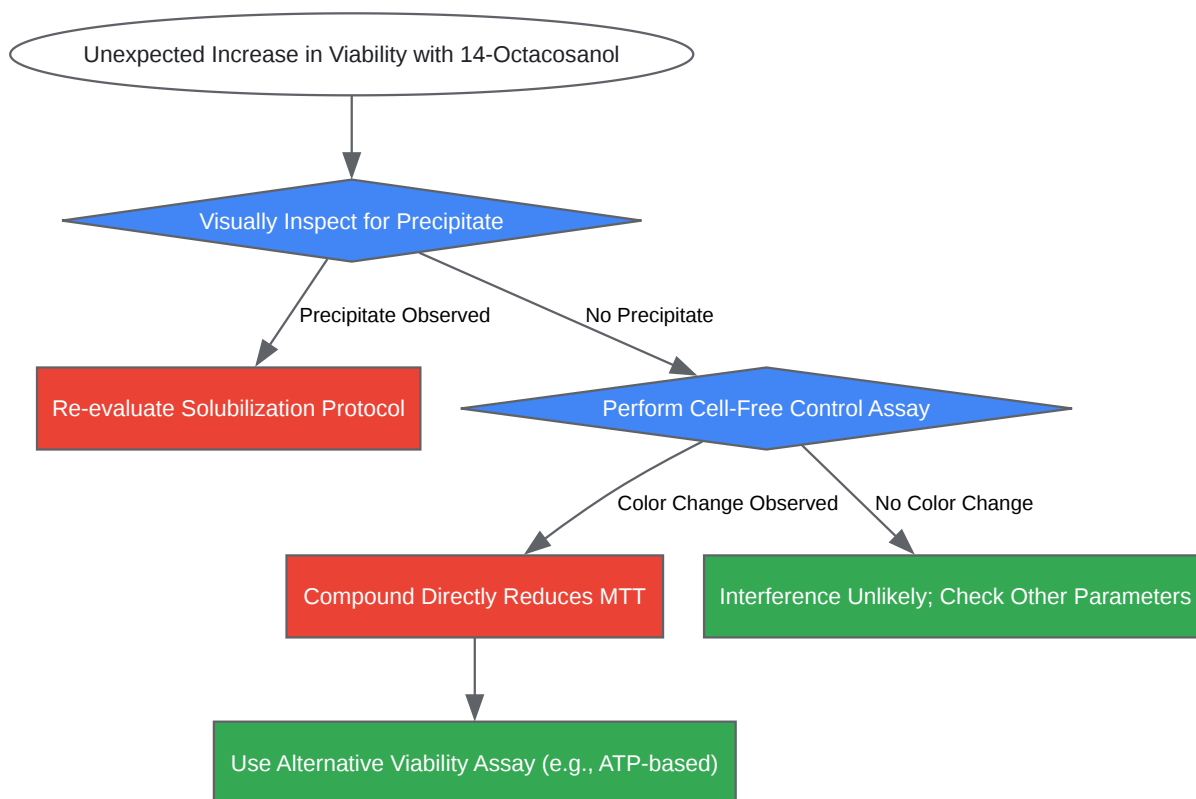 Unexpected Increase in Viability with 14-Octacosanol
Visually Inspect for Precipitate
Precipitate Observed
No Precipitate
Re-evaluate Solubilization Protocol
Perform Cell-Free Control Assay
Color Change Observed
No Color Change
Compound Directly Reduces MTT
Interference Unlikely; Check Other Parameters
Use Alternative Viability Assay (e.g., ATP-based)